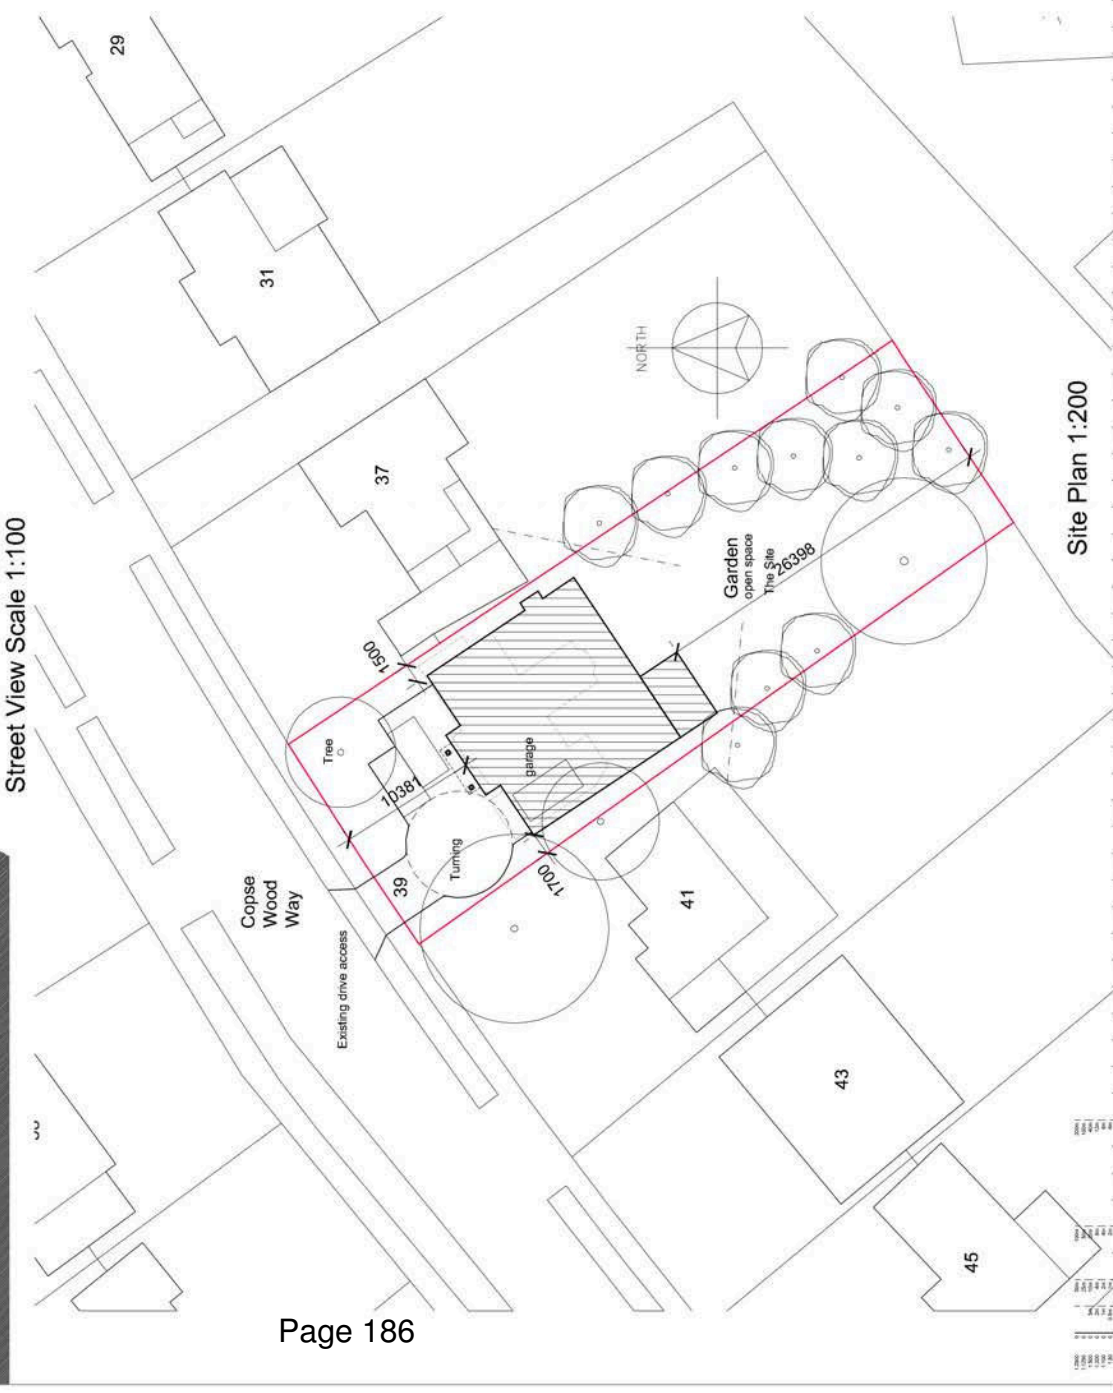 Street View Scale 1:100
29
31
37
NORTH
Tree
1500
10381
garage
Turning
39
1700
Copse
Wood
Way
Existing drive access
Garden
open space
The Site
26398
41
43
45
Site Plan 1:200
Page 186